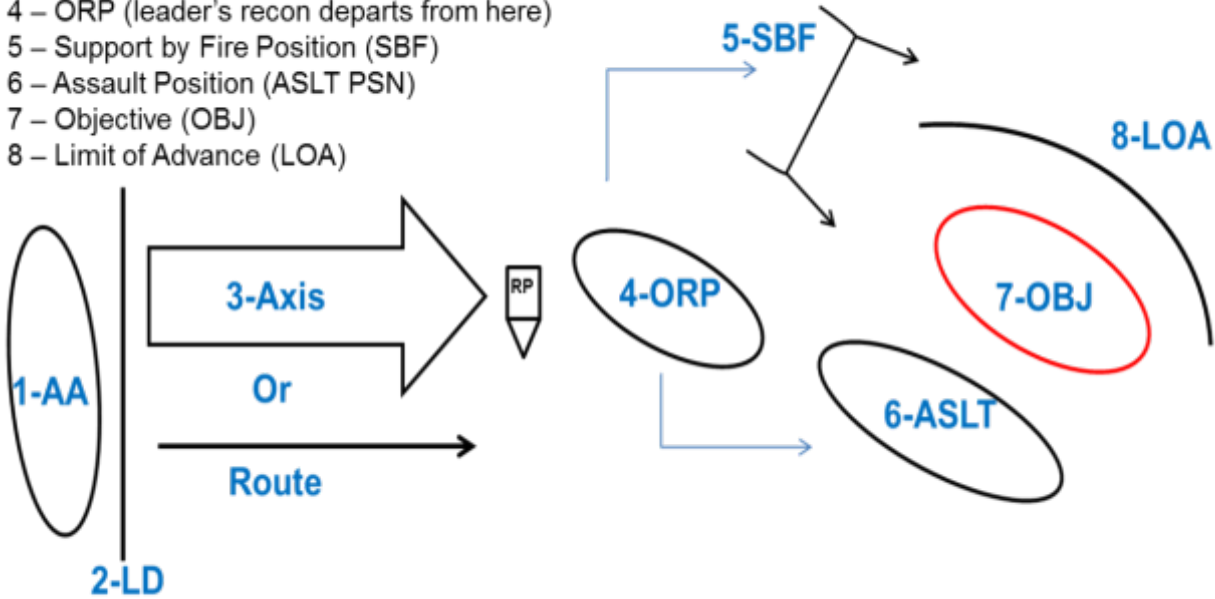 4 – ORP (leader’s recon departs from here)
5 – Support by Fire Position (SBF)
6 – Assault Position (ASLT PSN)
7 – Objective (OBJ)
8 – Limit of Advance (LOA)
5-SBF
8-LOA
3-Axis
RP
4-ORP
7-OBJ
1-AA
Or
6-ASLT
Route
2-LD